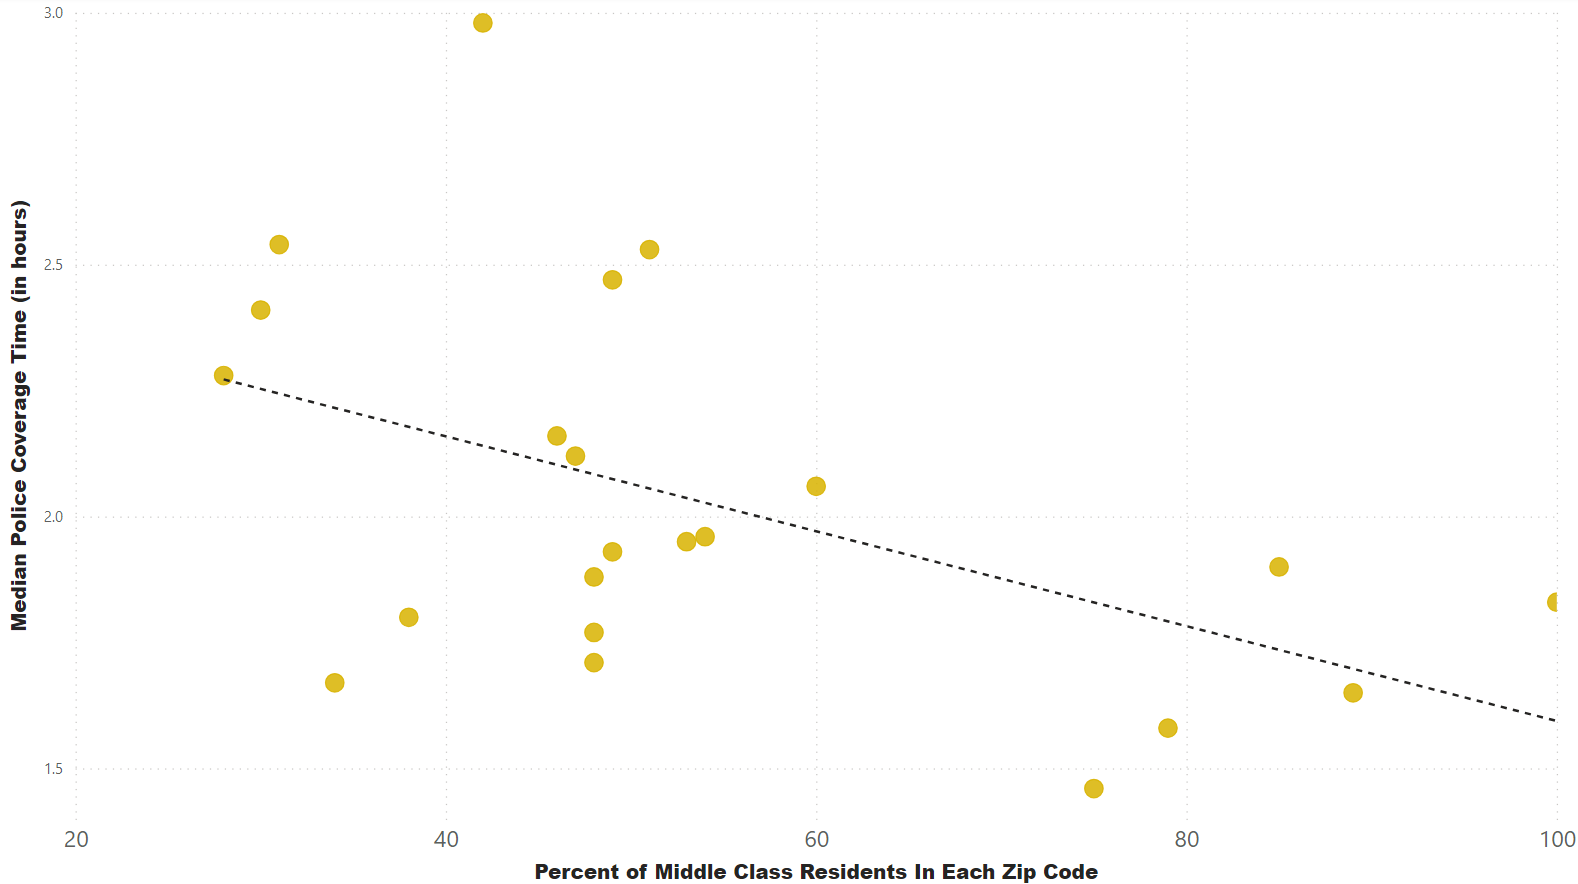 3.0
2.5
2.0
1.5
Median Police Coverage Time (in hours)
20 40 60 80 100
Percent of Middle Class Residents In Each Zip Code